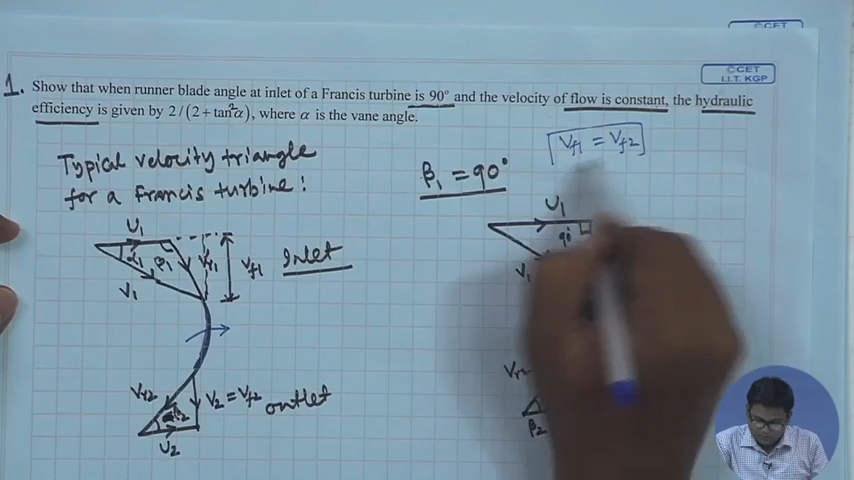 ©CET
©CET
I.I.T. KGP
1. Show that when runner blade angle at inlet of a Francis turbine is 90° and the velocity of flow is constant, the hydraulic
efficiency is given by 2/(2+tan²α), where α is the vane angle.
Typical velocity triangle
for a Francis turbine:
β₁ = 90°
Vf1 = Vf2
U₁
α₁ β₁ Vr1 Vf1 Inlet
V₁
Vr2 V₂ = Vf2 outlet
U₂
U₁
90°
V₁
Vr2
β₂